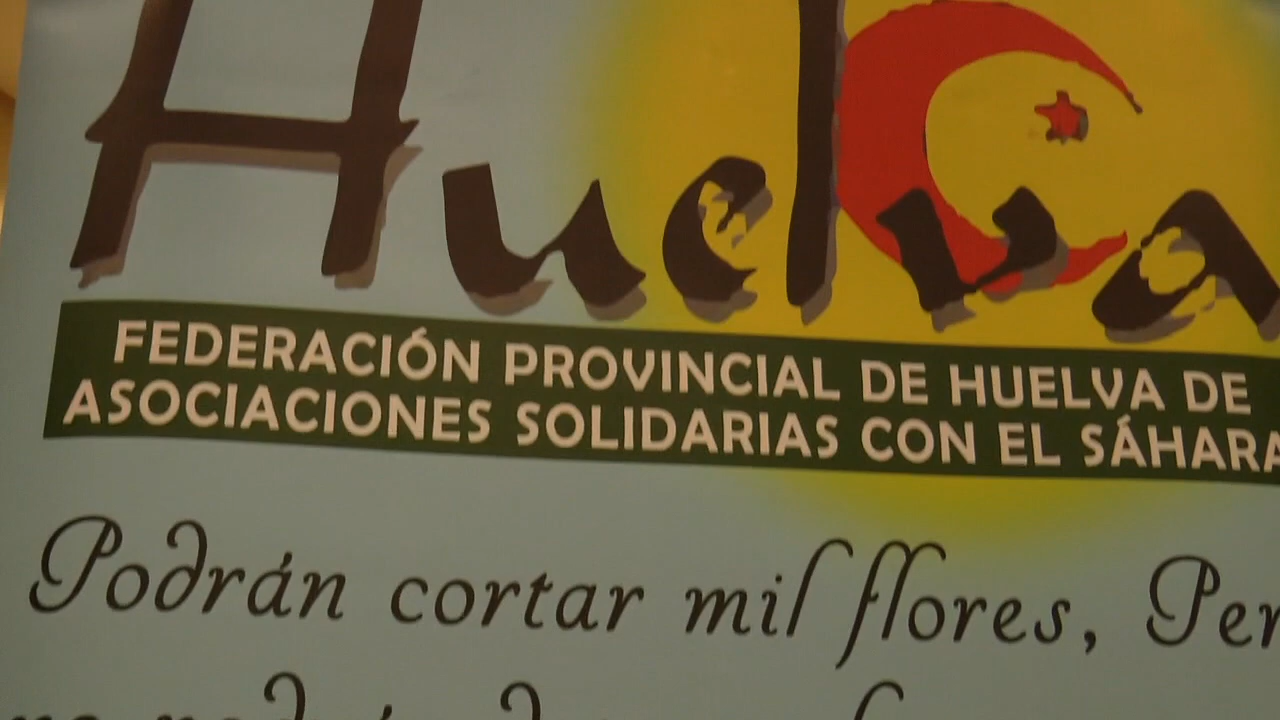 Huelva
FEDERACIÓN PROVINCIAL DE HUELVA DE
ASOCIACIONES SOLIDARIAS CON EL SÁHARA
Podrán cortar mil flores,